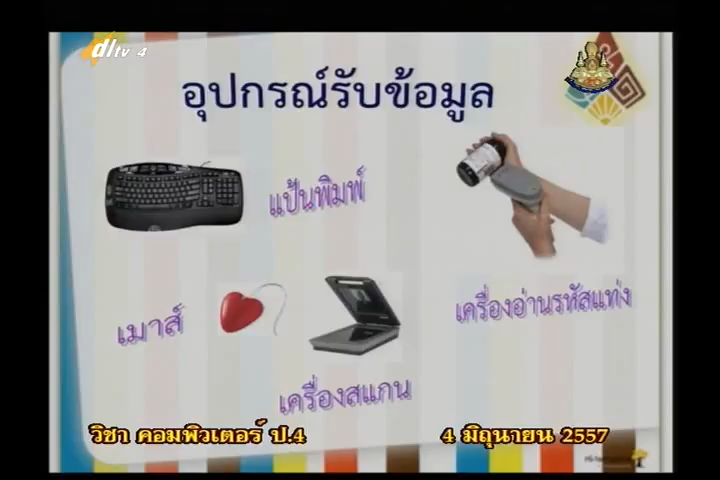 dltv 4
อุปกรณ์รับข้อมูล
แป้นพิมพ์
เมาส์
เครื่องอ่านรหัสแท่ง
เครื่องสแกน
วิชา คอมพิวเตอร์ ป.4
4 มิถุนายน 2557